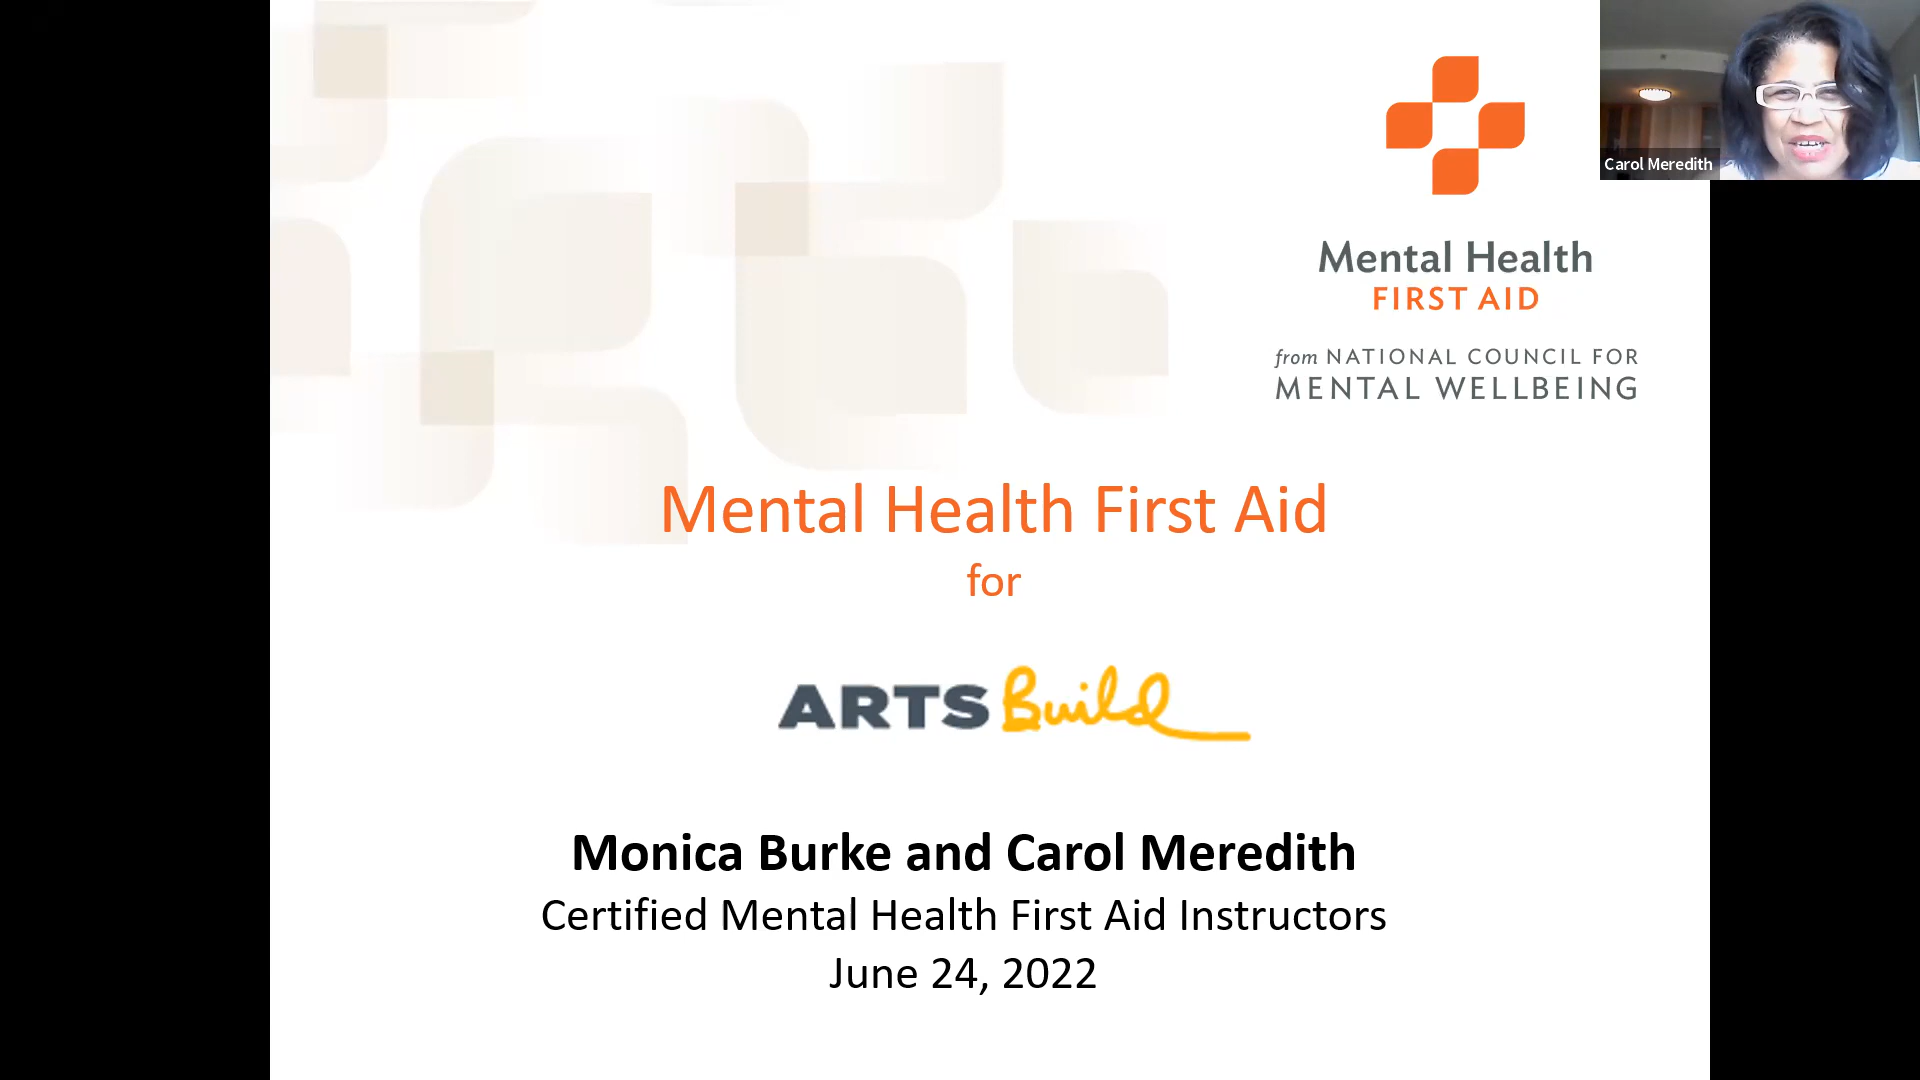 Mental Health
FIRST AID
from NATIONAL COUNCIL FOR
MENTAL WELLBEING
Carol Meredith
Mental Health First Aid
for
ARTS Build
Monica Burke and Carol Meredith
Certified Mental Health First Aid Instructors
June 24, 2022